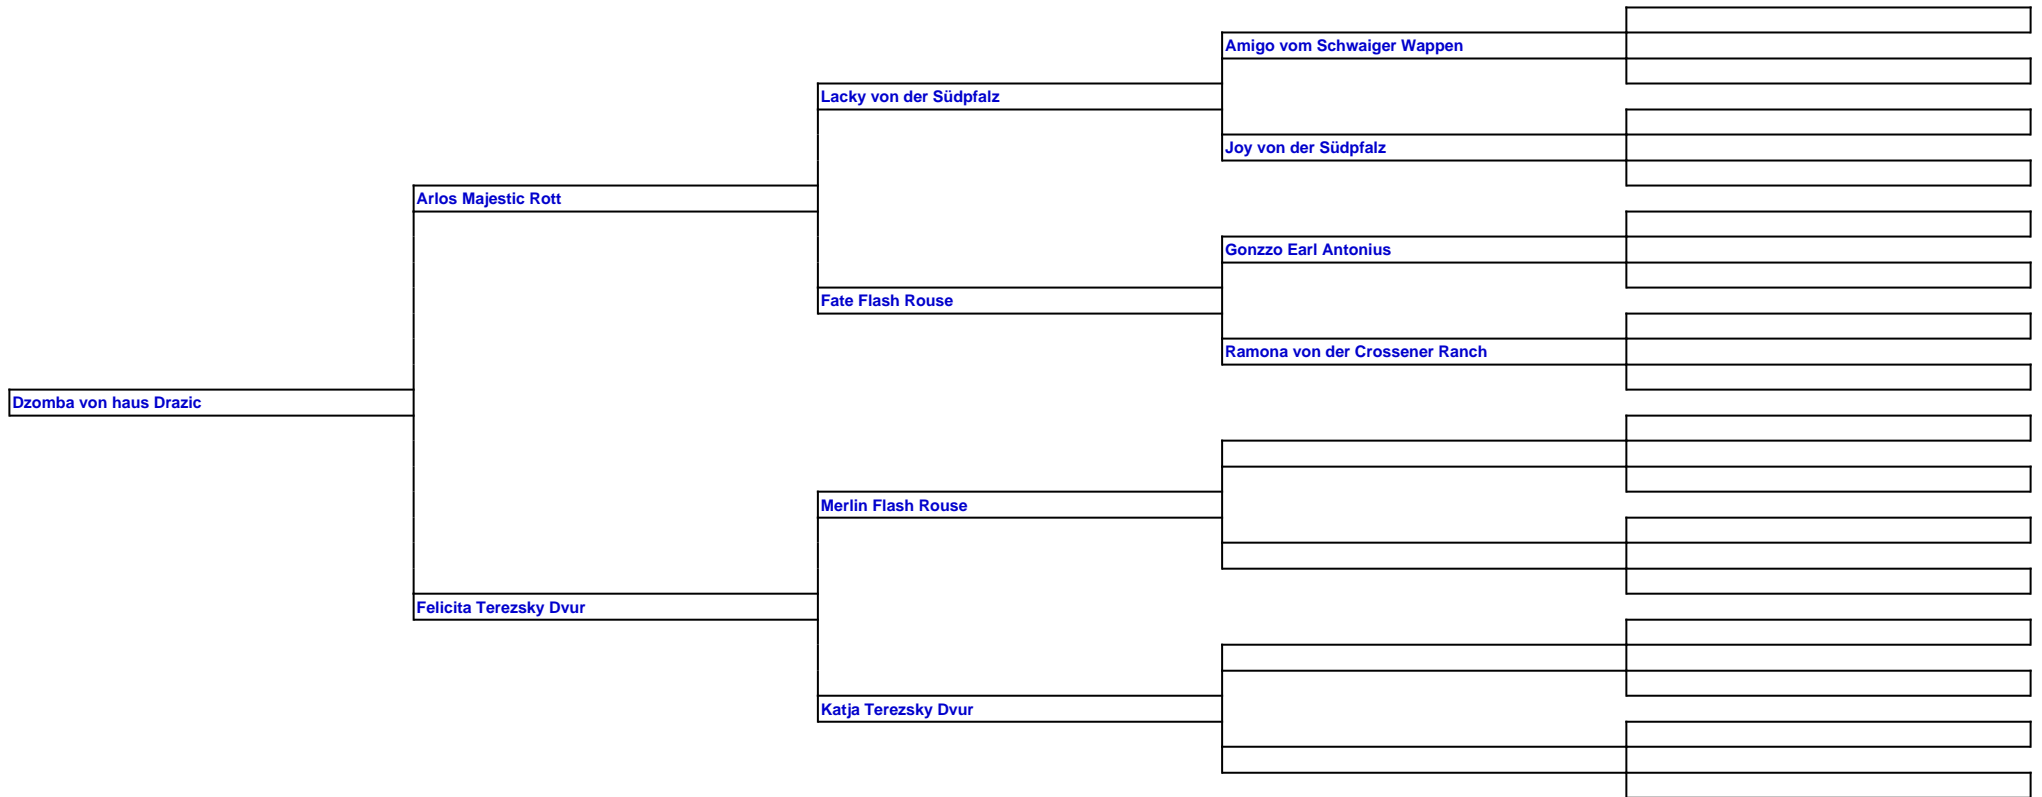 Amigo vom Schwaiger Wappen
Lacky von der Südpfalz
Joy von der Südpfalz
Arlos Majestic Rott
Gonzzo Earl Antonius
Fate Flash Rouse
Ramona von der Crossener Ranch
Dzomba von haus Drazic
Merlin Flash Rouse
Felicita Terezsky Dvur
Katja Terezsky Dvur